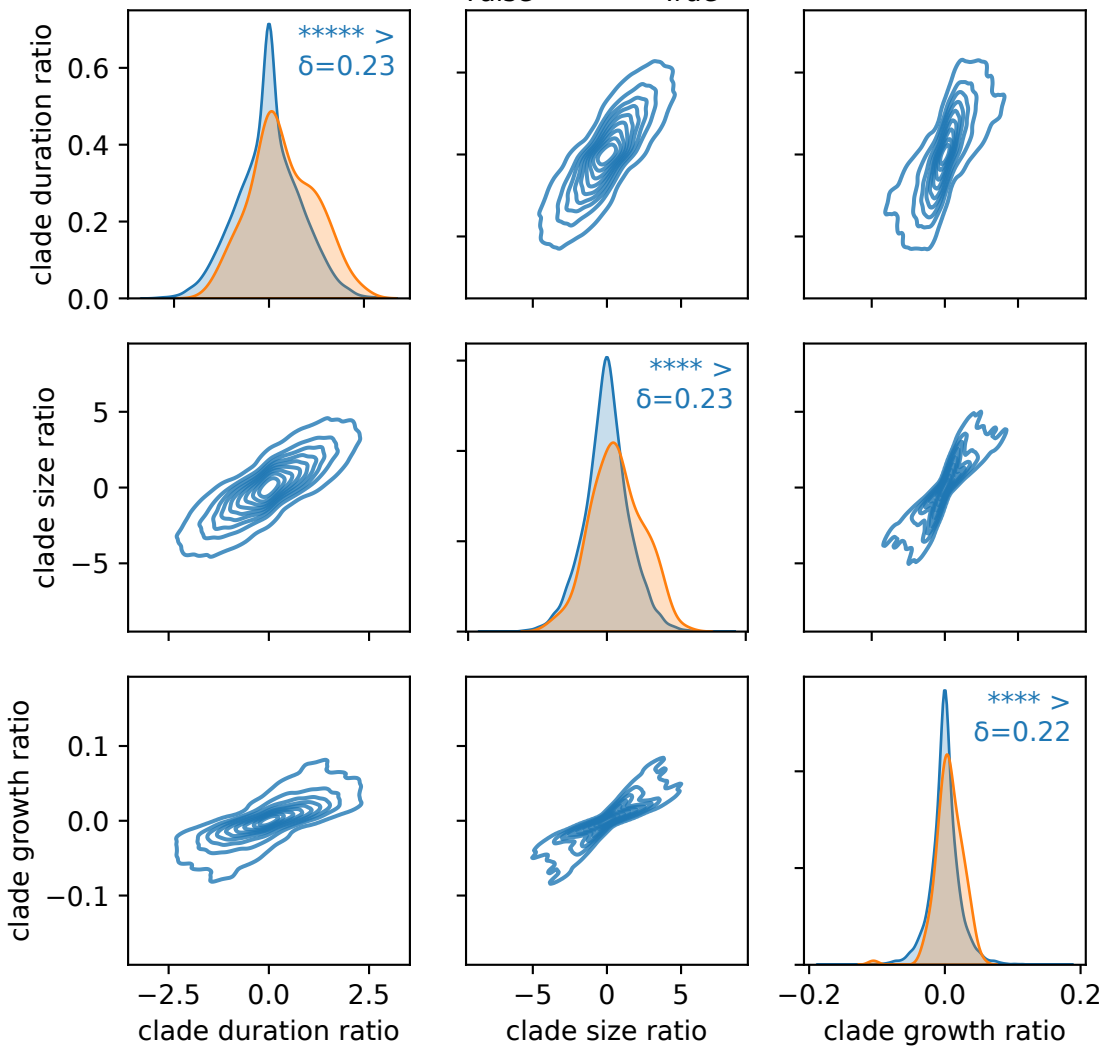 ***** >
δ=0.23
clade duration ratio
0.6
0.4
0.2
0.0
**** >
δ=0.23
clade size ratio
5
0
−5
**** >
δ=0.22
clade growth ratio
0.1
0.0
−0.1
−2.5 0.0 2.5
−5 0 5
−0.2 0.0 0.2
clade duration ratio
clade size ratio
clade growth ratio